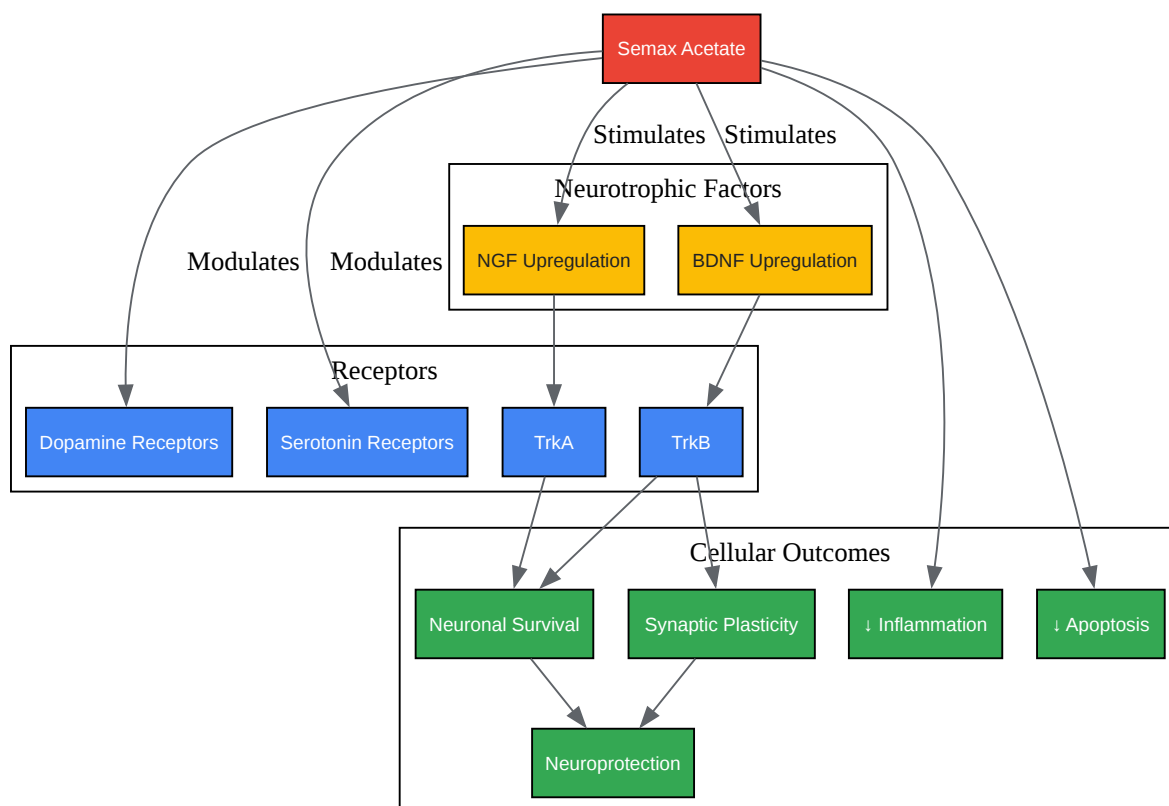 Semax Acetate
Stimulates
Stimulates
Neurotrophic Factors
NGF Upregulation
BDNF Upregulation
Modulates
Modulates
Receptors
Dopamine Receptors
Serotonin Receptors
TrkA
TrkB
Cellular Outcomes
Neuronal Survival
Synaptic Plasticity
↓ Inflammation
↓ Apoptosis
Neuroprotection